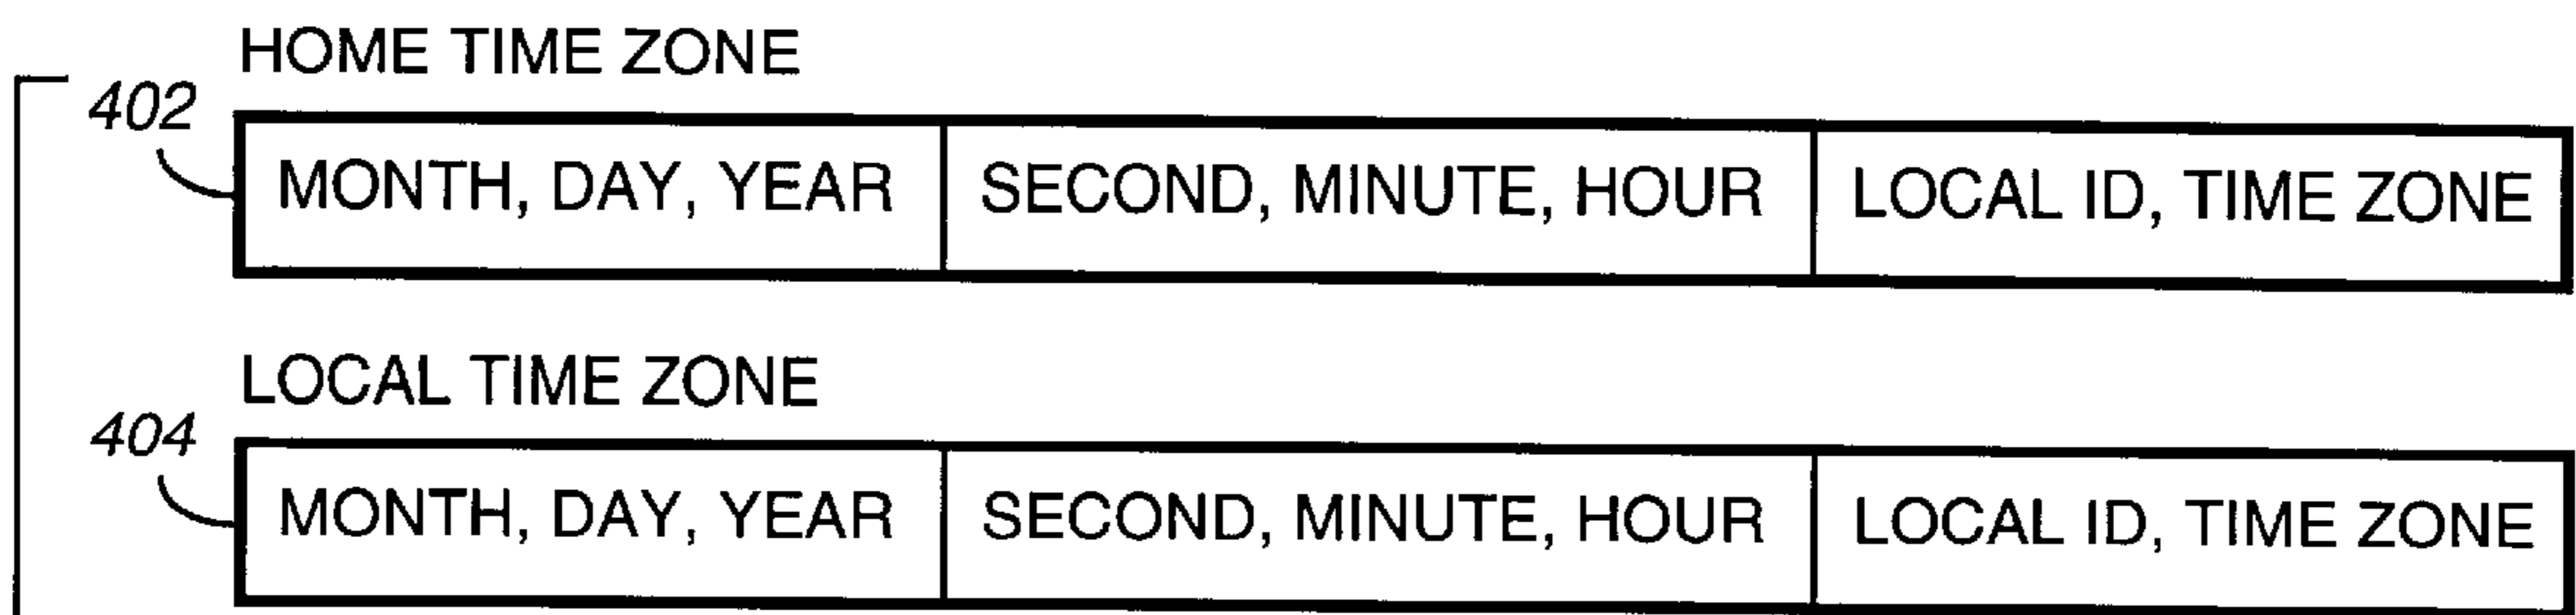 HOME TIME ZONE
402
MONTH, DAY, YEAR SECOND, MINUTE, HOUR LOCAL ID, TIME ZONE
LOCAL TIME ZONE
404
MONTH, DAY, YEAR SECOND, MINUTE, HOUR LOCAL ID, TIME ZONE